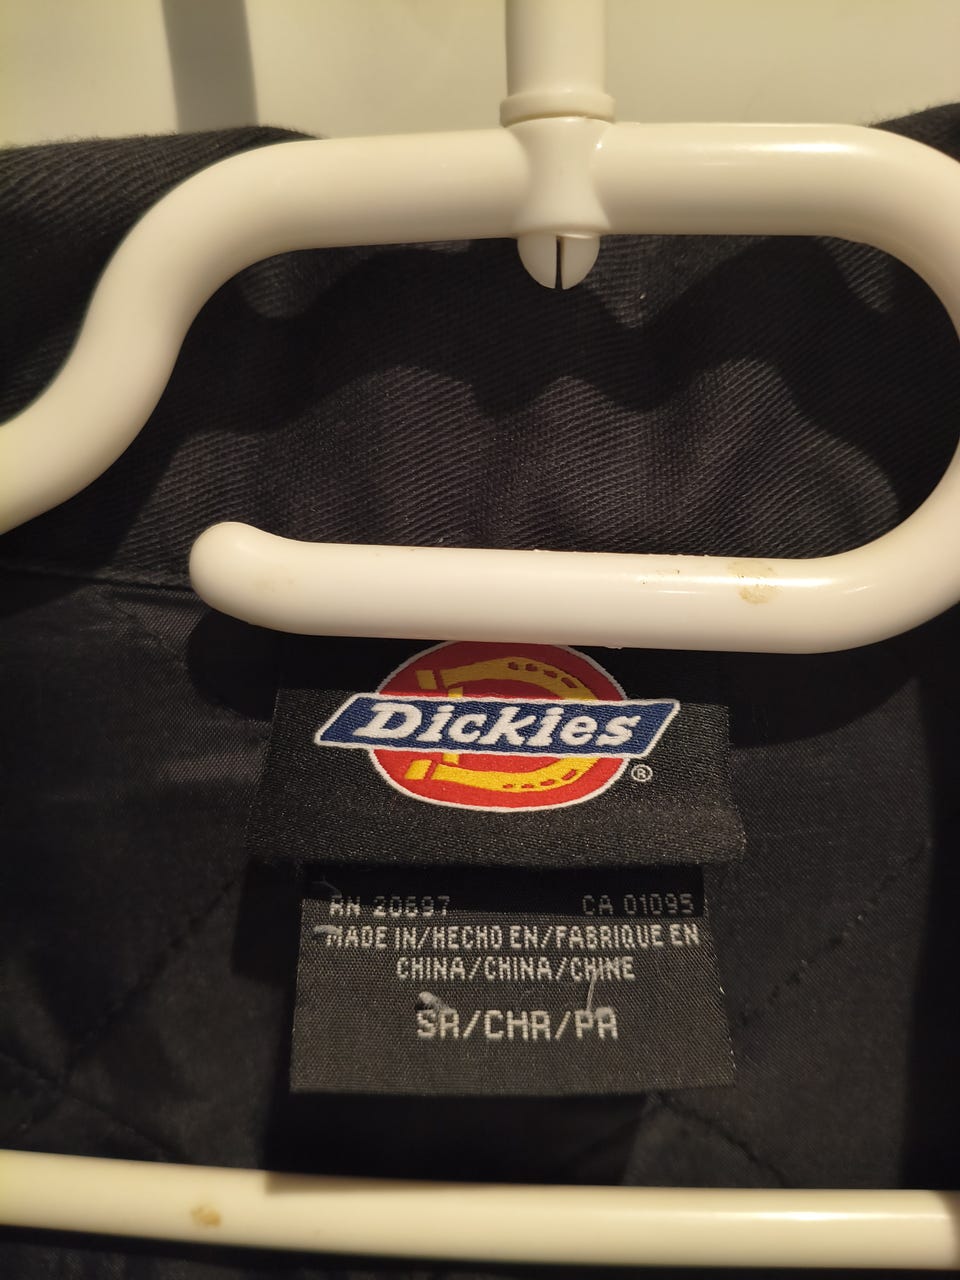 Dickies
®
RN 20697
CA 01095
MADE IN/HECHO EN/FABRIQUE EN
CHINA/CHINA/CHINE
SA/CHA/PA